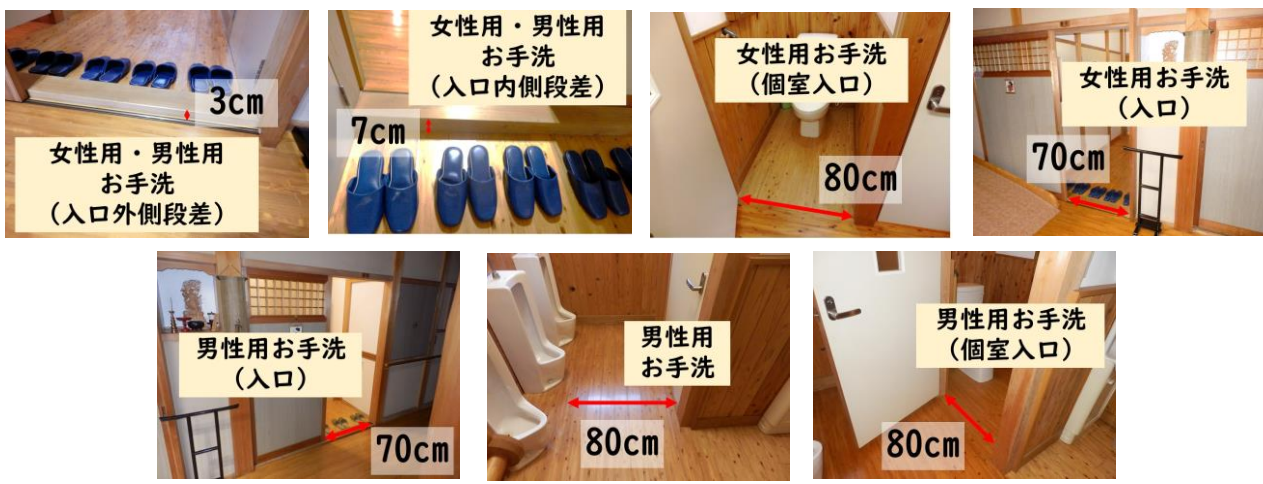 3cm
女性用・男性用
お手洗
（入口外側段差）
女性用・男性用
お手洗
（入口内側段差）
7cm
女性用お手洗
（個室入口）
80cm
女性用お手洗
（入口）
70cm
男性用お手洗
（入口）
70cm
男性用
お手洗
80cm
男性用お手洗
（個室入口）
80cm